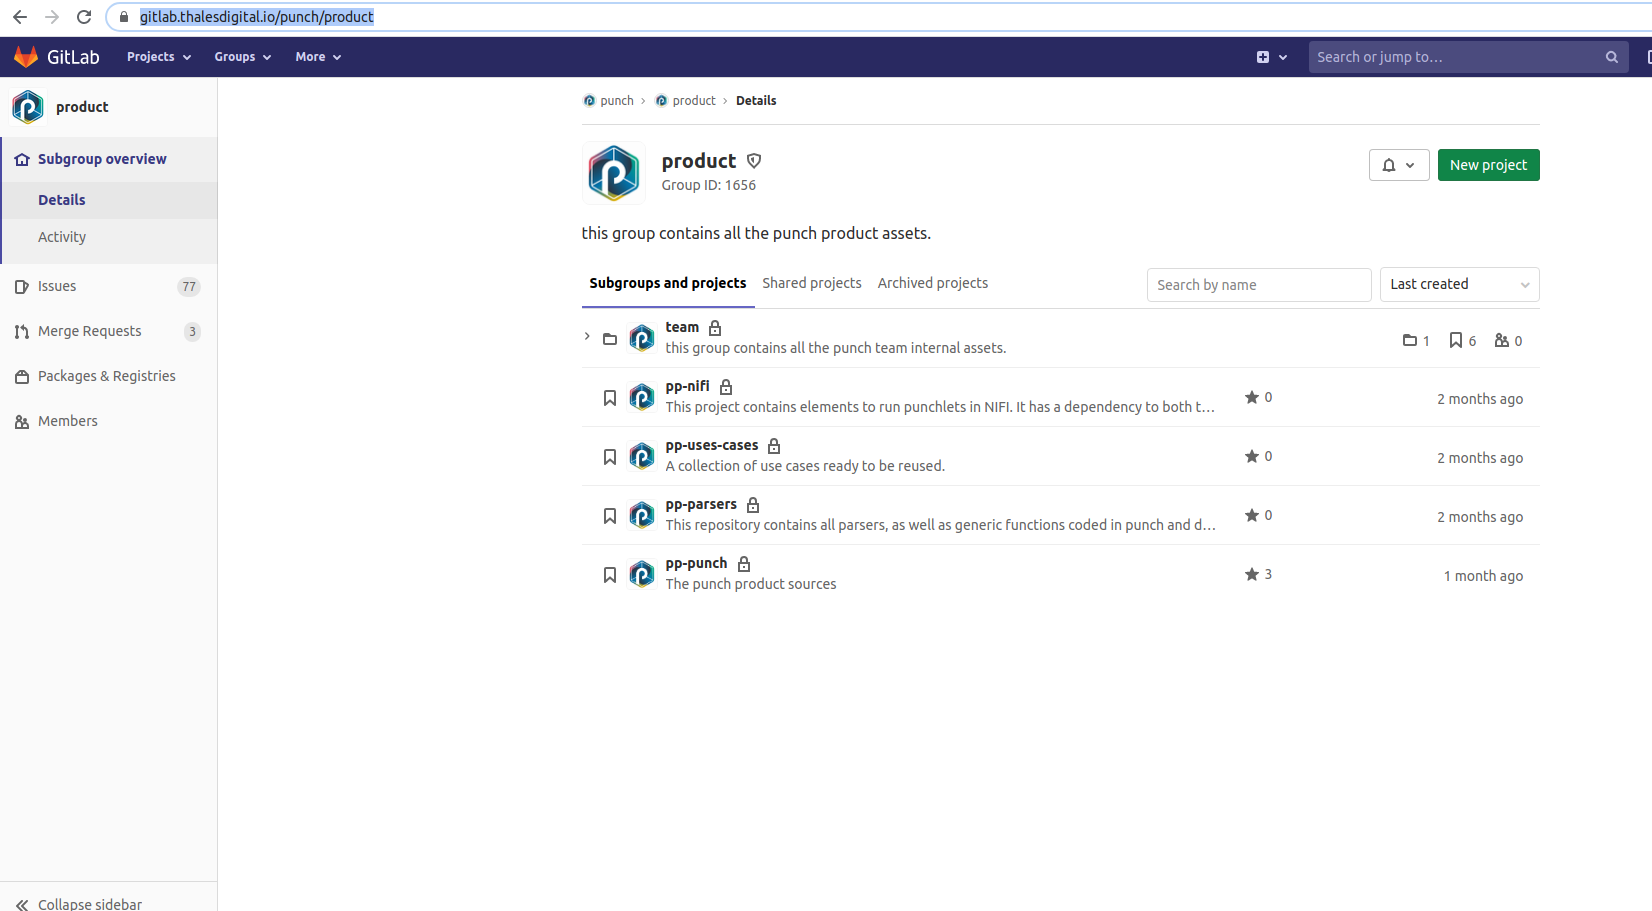 gitlab.thalesdigital.io/punch/product
GitLab Projects Groups More Search or jump to...
product
Subgroup overview
Details
Activity
Issues 77
Merge Requests 3
Packages & Registries
Members
Collapse sidebar
punch › product › Details
product
Group ID: 1656
New project
this group contains all the punch product assets.
Subgroups and projects Shared projects Archived projects Search by name Last created
team
this group contains all the punch team internal assets.
1 6 0
pp-nifi
This project contains elements to run punchlets in NIFI. It has a dependency to both t...
0 2 months ago
pp-uses-cases
A collection of use cases ready to be reused.
0 2 months ago
pp-parsers
This repository contains all parsers, as well as generic functions coded in punch and d...
0 2 months ago
pp-punch
The punch product sources
3 1 month ago